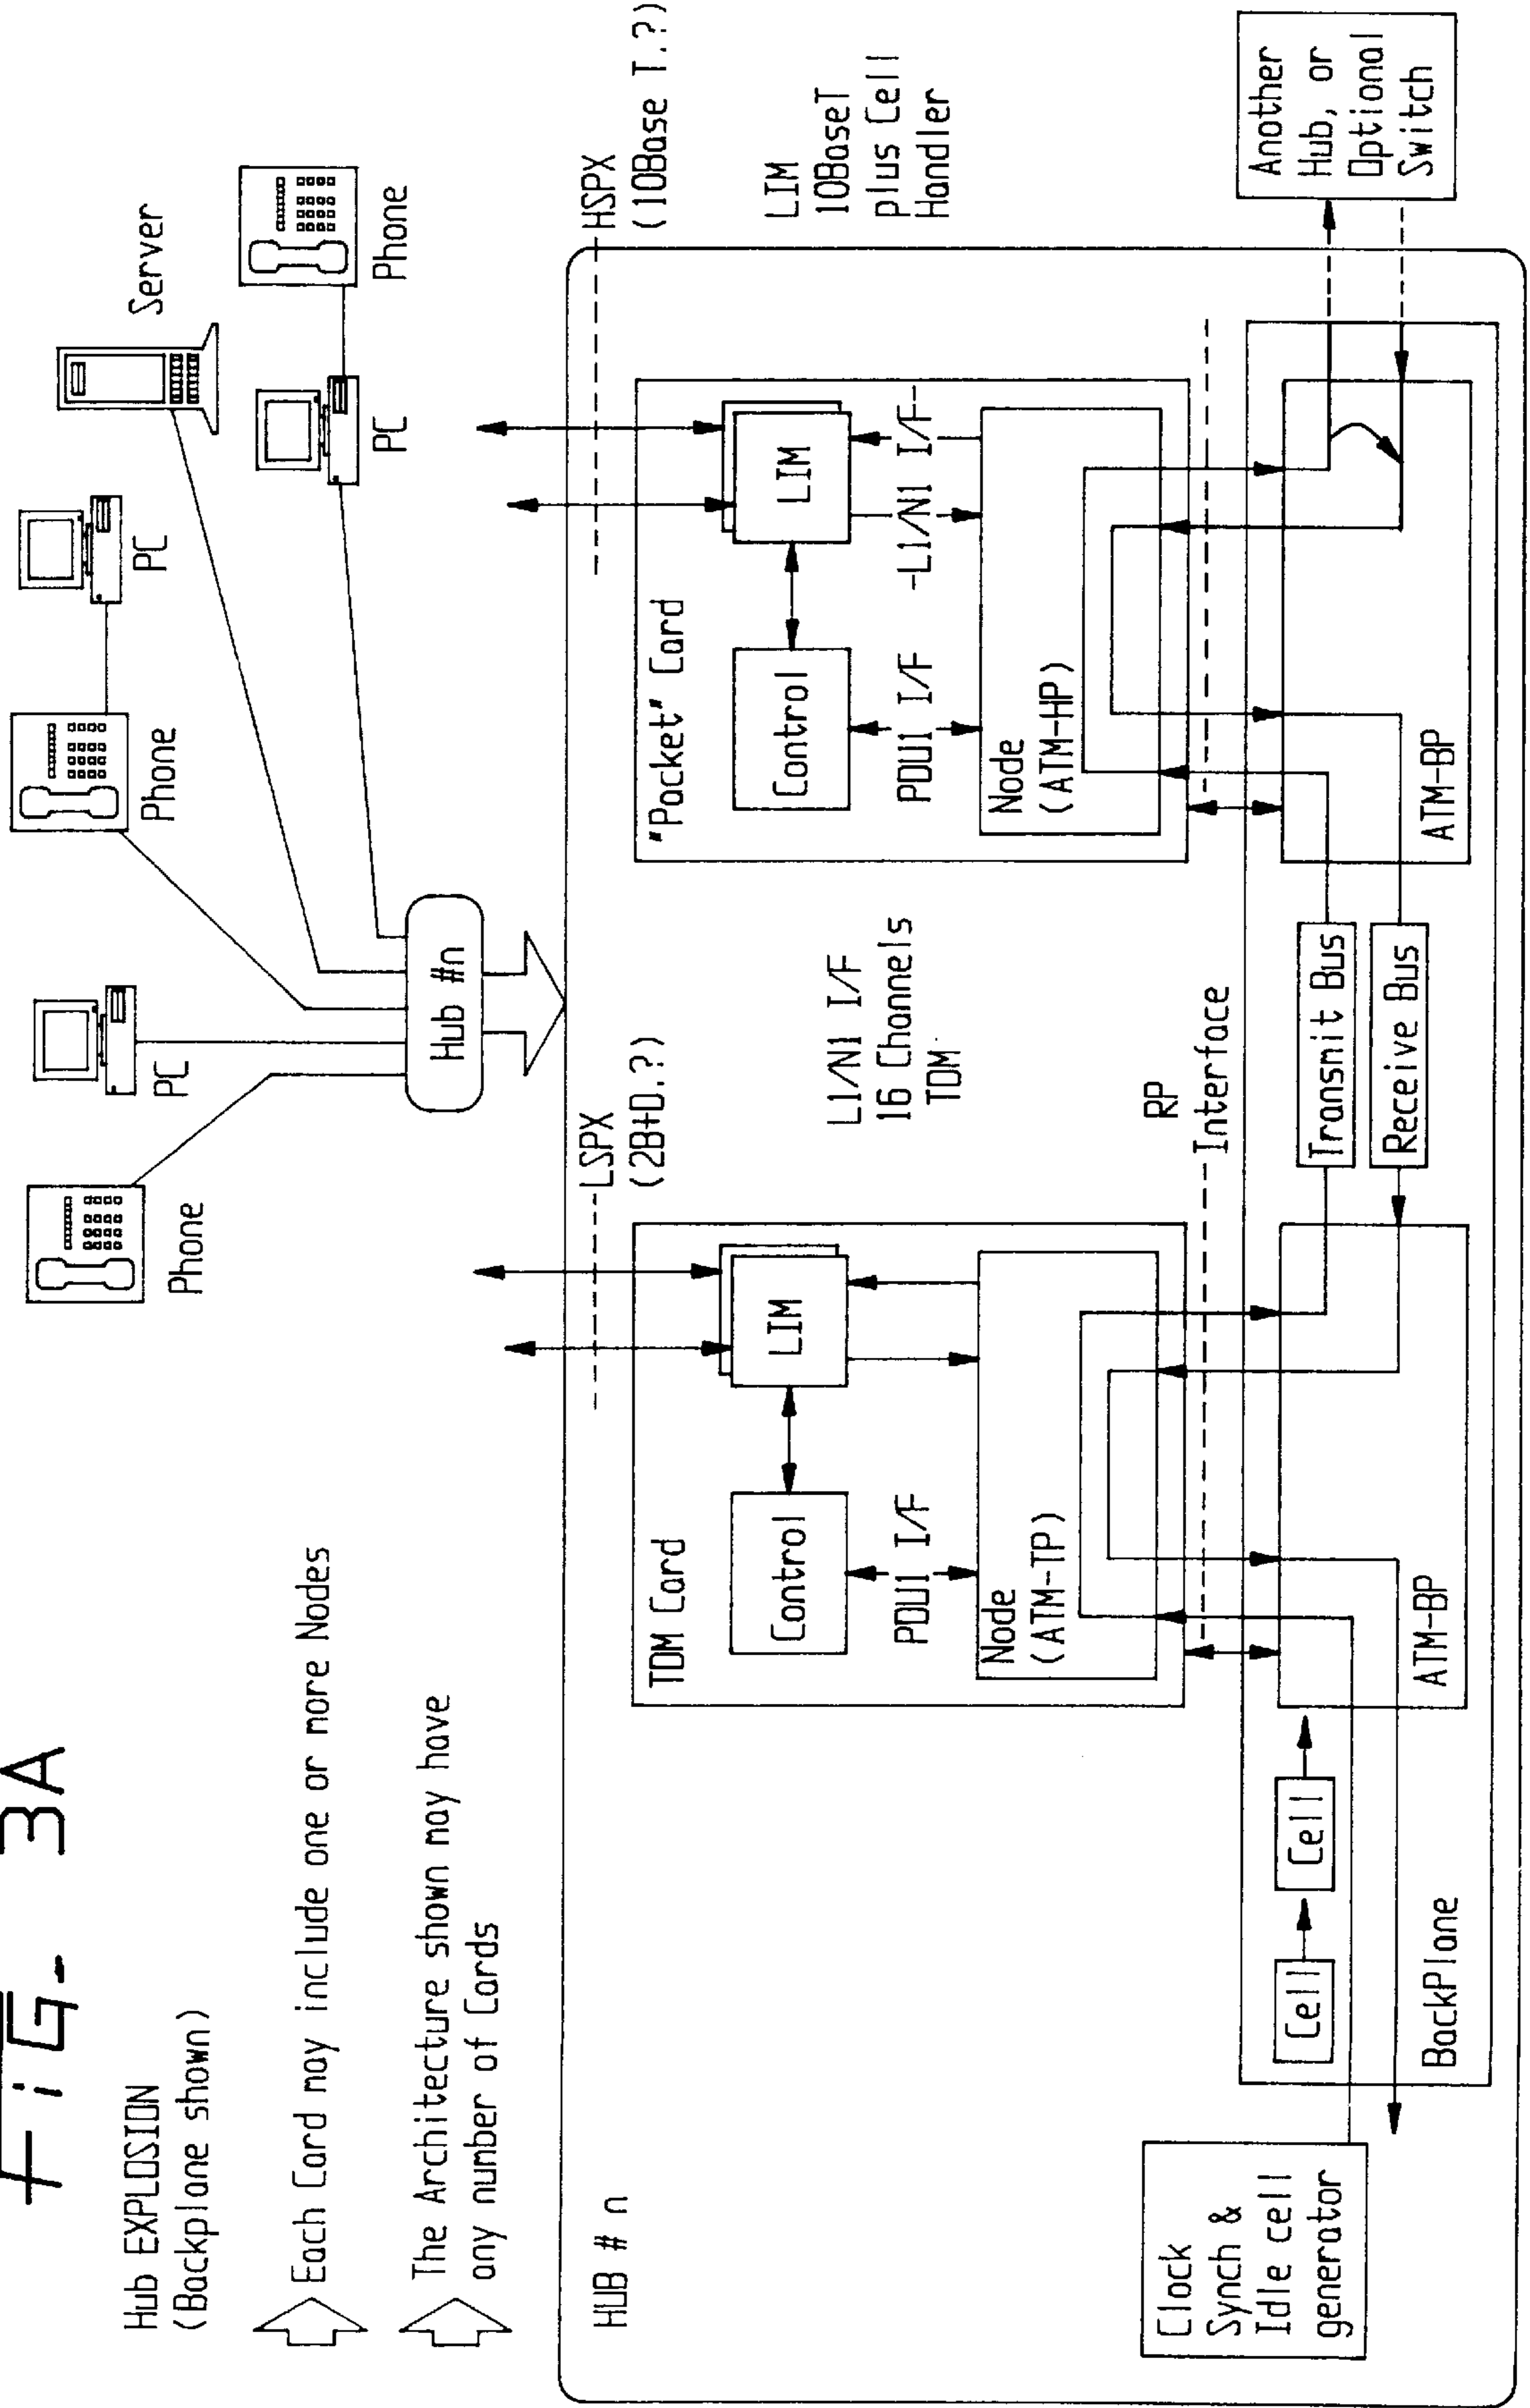 FiG. 3A
Hub EXPLOSION
(Backplane shown)
Each Card may include one or more Nodes
The Architecture shown may have
any number of Cards
Phone
PC
Phone
PC
Server
PC
Phone
Hub #n
HUB # n
LSPX
(2B+D.?)
HSPX
(10Base T.?)
TDM Card
Control
LIM
PDU1 I/F
Node
(ATM-TP)
L1/N1 I/F
16 Channels
TDM
"Packet" Card
Control
LIM
PDU1 I/F
-L1/N1 I/F-
Node
(ATM-HP)
LIM
10BaseT
plus Cell
Handler
RP
Interface
Clock
Synch &
Idle cell
generator
Cell
Cell
BackPlane
ATM-BP
Transmit Bus
Receive Bus
ATM-BP
Another
Hub, or
Optional
Switch